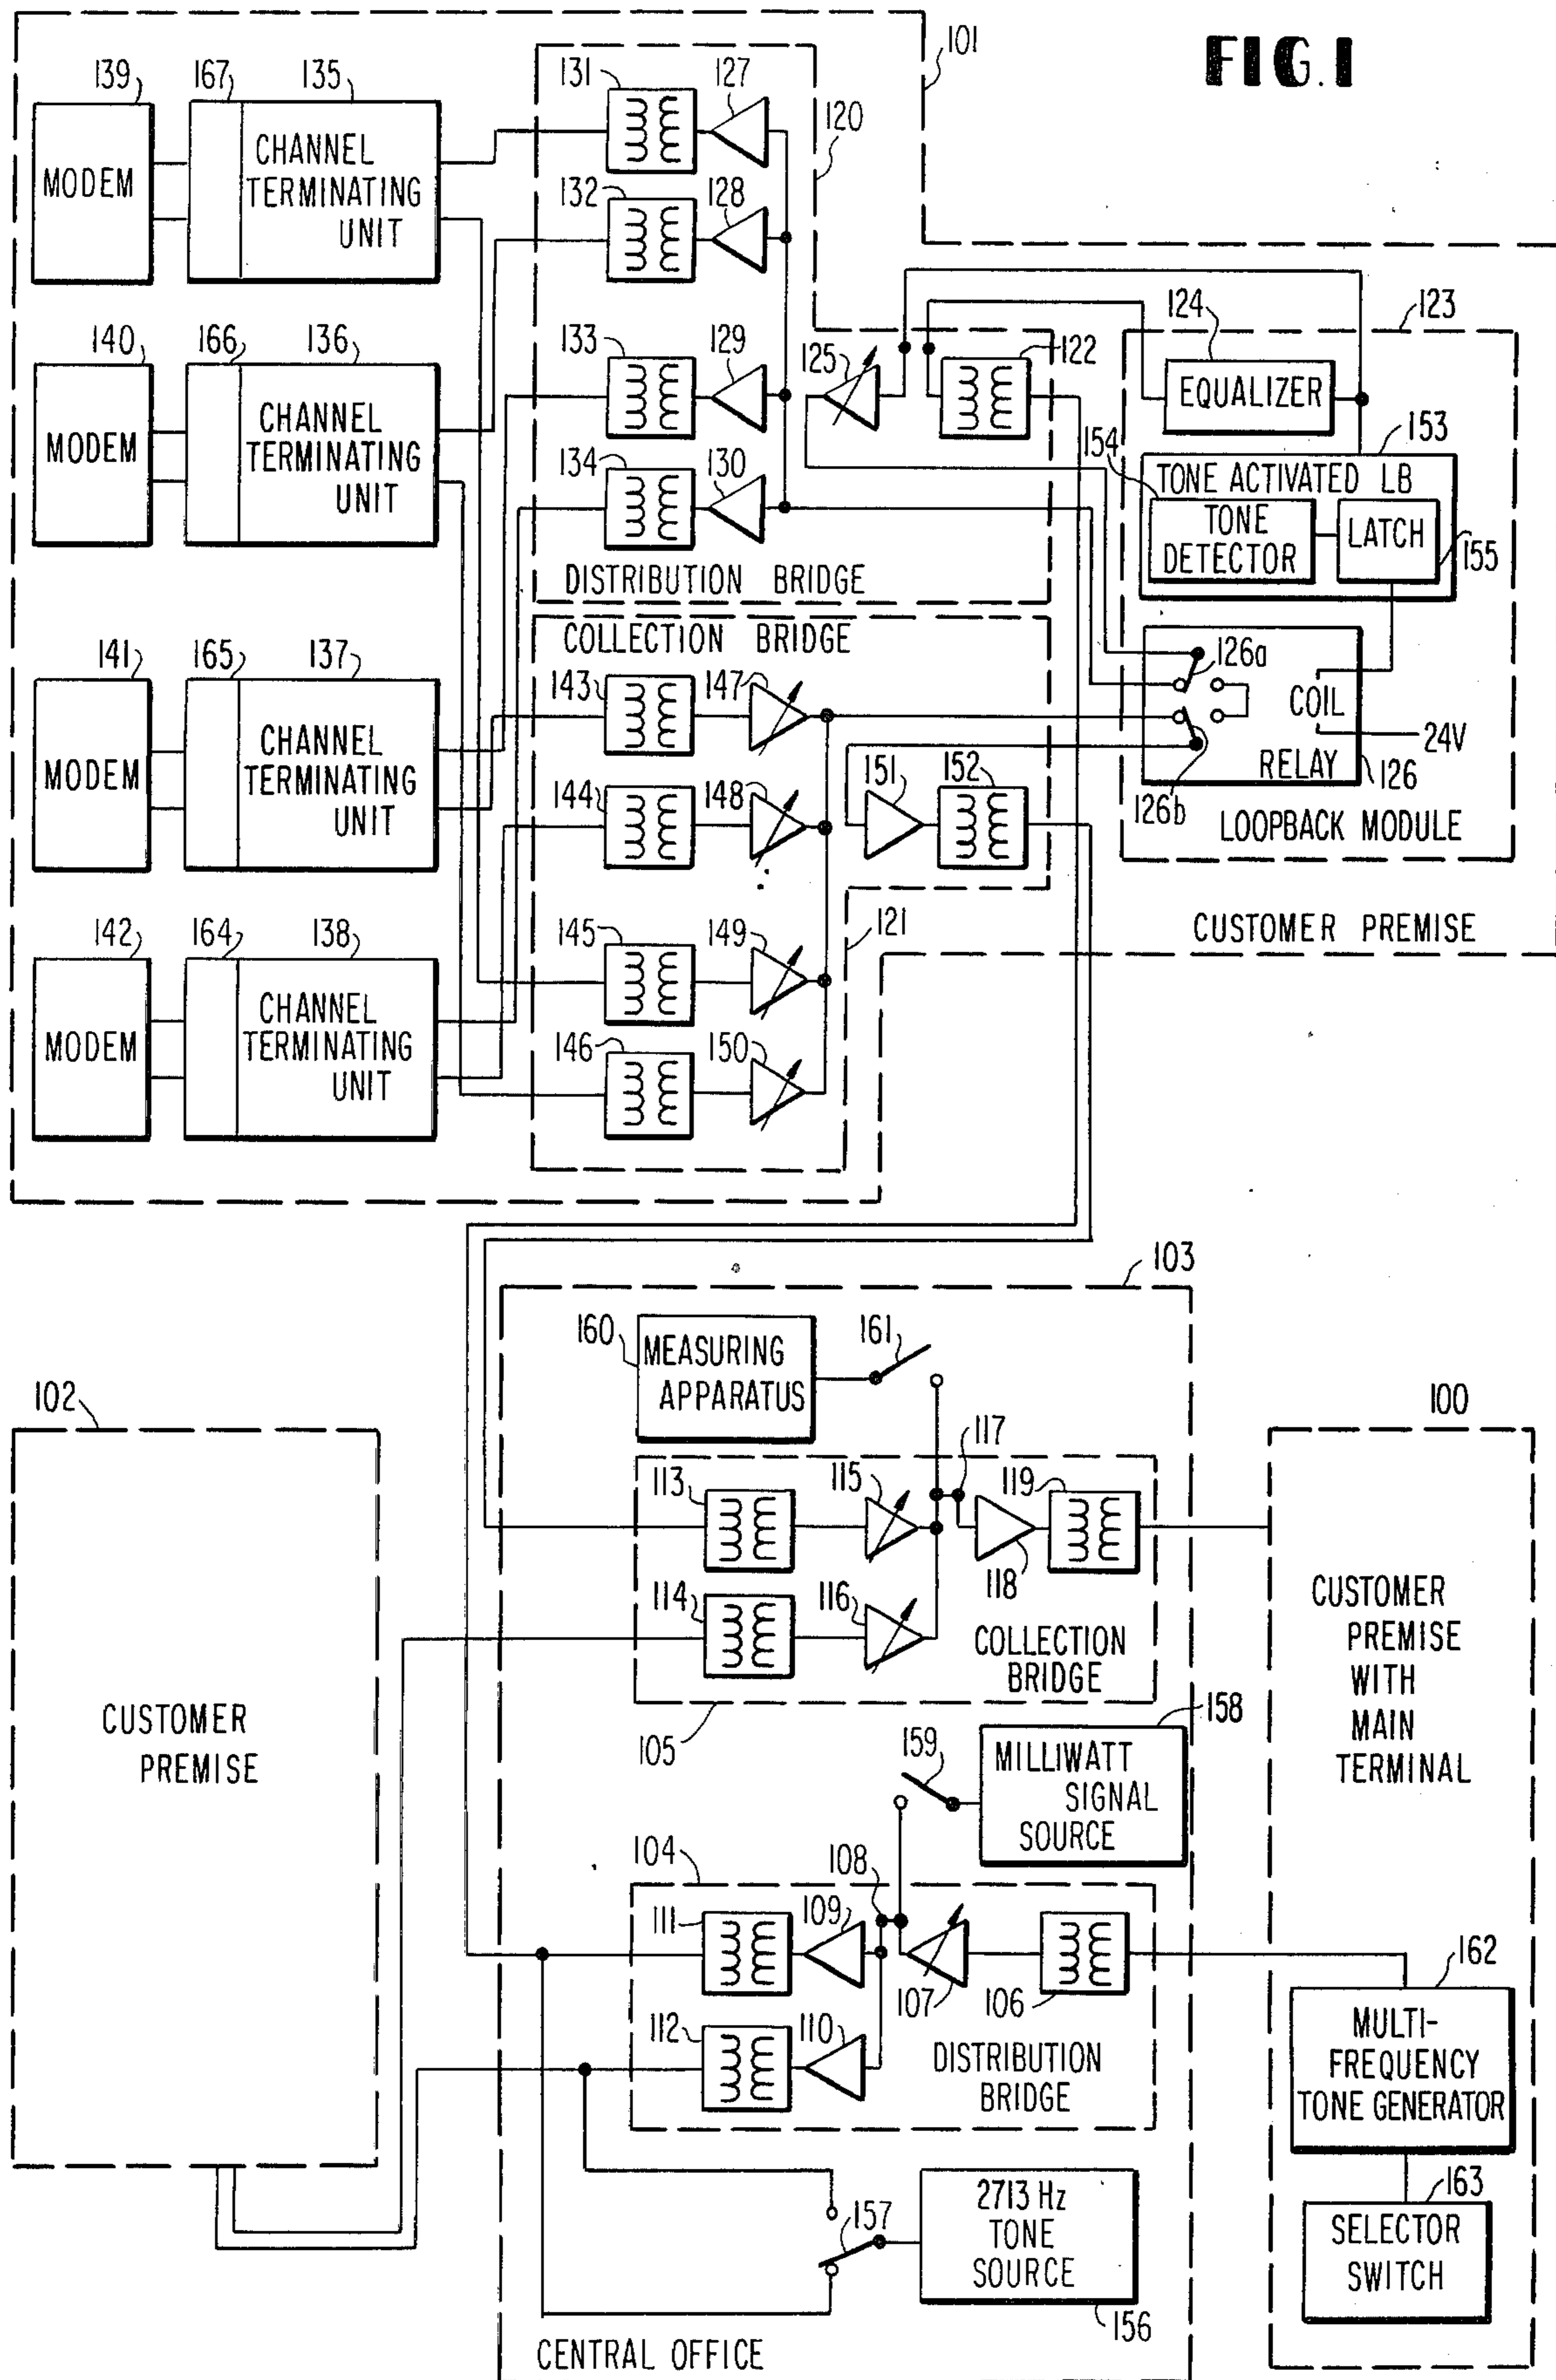 FIG. 1
101
139
167
135
131
127
120
MODEM
CHANNEL
TERMINATING
UNIT
132
128
140
166
136
133
129
125
122
124
123
EQUALIZER
MODEM
CHANNEL
TERMINATING
UNIT
134
130
154
153
TONE ACTIVATED LB
TONE
DETECTOR
LATCH
155
DISTRIBUTION BRIDGE
COLLECTION BRIDGE
141
165
137
143
147
126a
COIL
24V
RELAY
126
126b
LOOPBACK MODULE
MODEM
CHANNEL
TERMINATING
UNIT
144
148
151
152
142
164
138
145
149
121
CUSTOMER PREMISE
MODEM
CHANNEL
TERMINATING
UNIT
146
150
103
160
MEASURING
APPARATUS
161
102
100
113
115
117
119
118
114
116
COLLECTION
BRIDGE
105
CUSTOMER
PREMISE
CUSTOMER
PREMISE
WITH
MAIN
TERMINAL
158
159
MILLIWATT
SIGNAL
SOURCE
104
108
111
109
107
106
112
110
DISTRIBUTION
BRIDGE
162
MULTI-
FREQUENCY
TONE GENERATOR
157
2713 Hz
TONE
SOURCE
156
163
SELECTOR
SWITCH
CENTRAL OFFICE